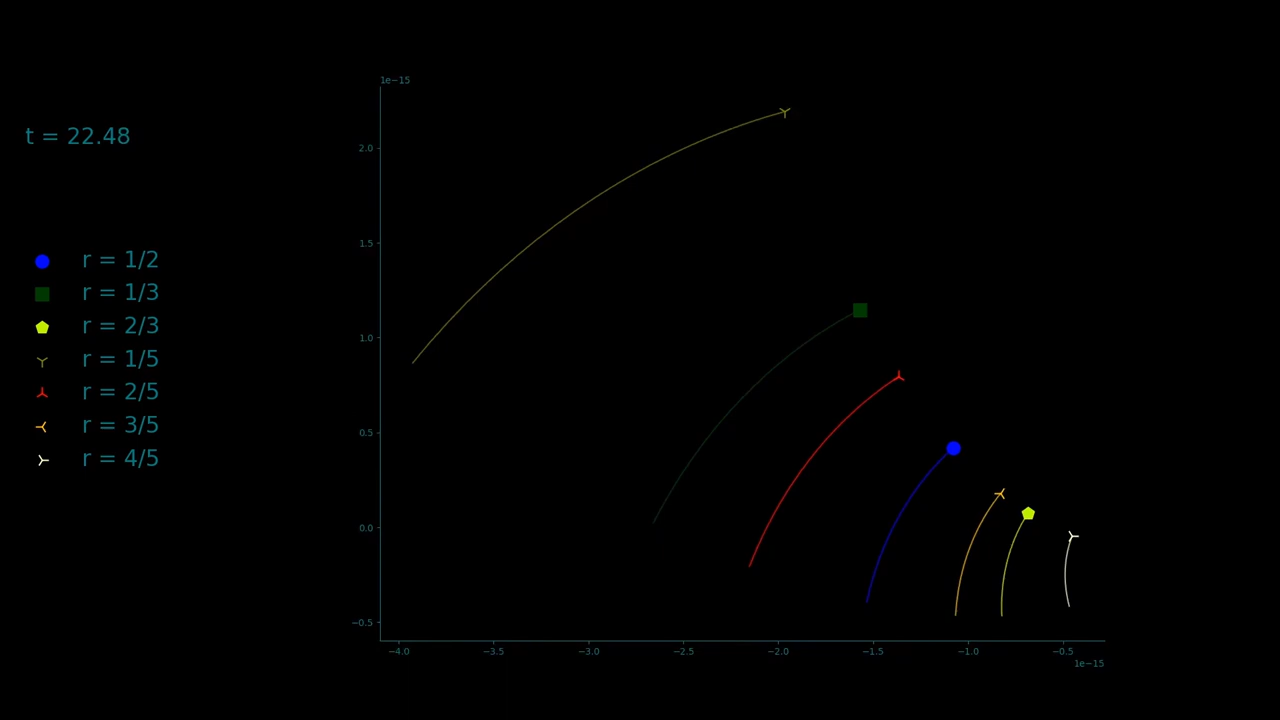 1e−15
t = 22.48
2.0
1.5
1.0
0.5
0.0
−0.5
r = 1/2
r = 1/3
r = 2/3
r = 1/5
r = 2/5
r = 3/5
r = 4/5
−4.0 −3.5 −3.0 −2.5 −2.0 −1.5 −1.0 −0.5
1e−15